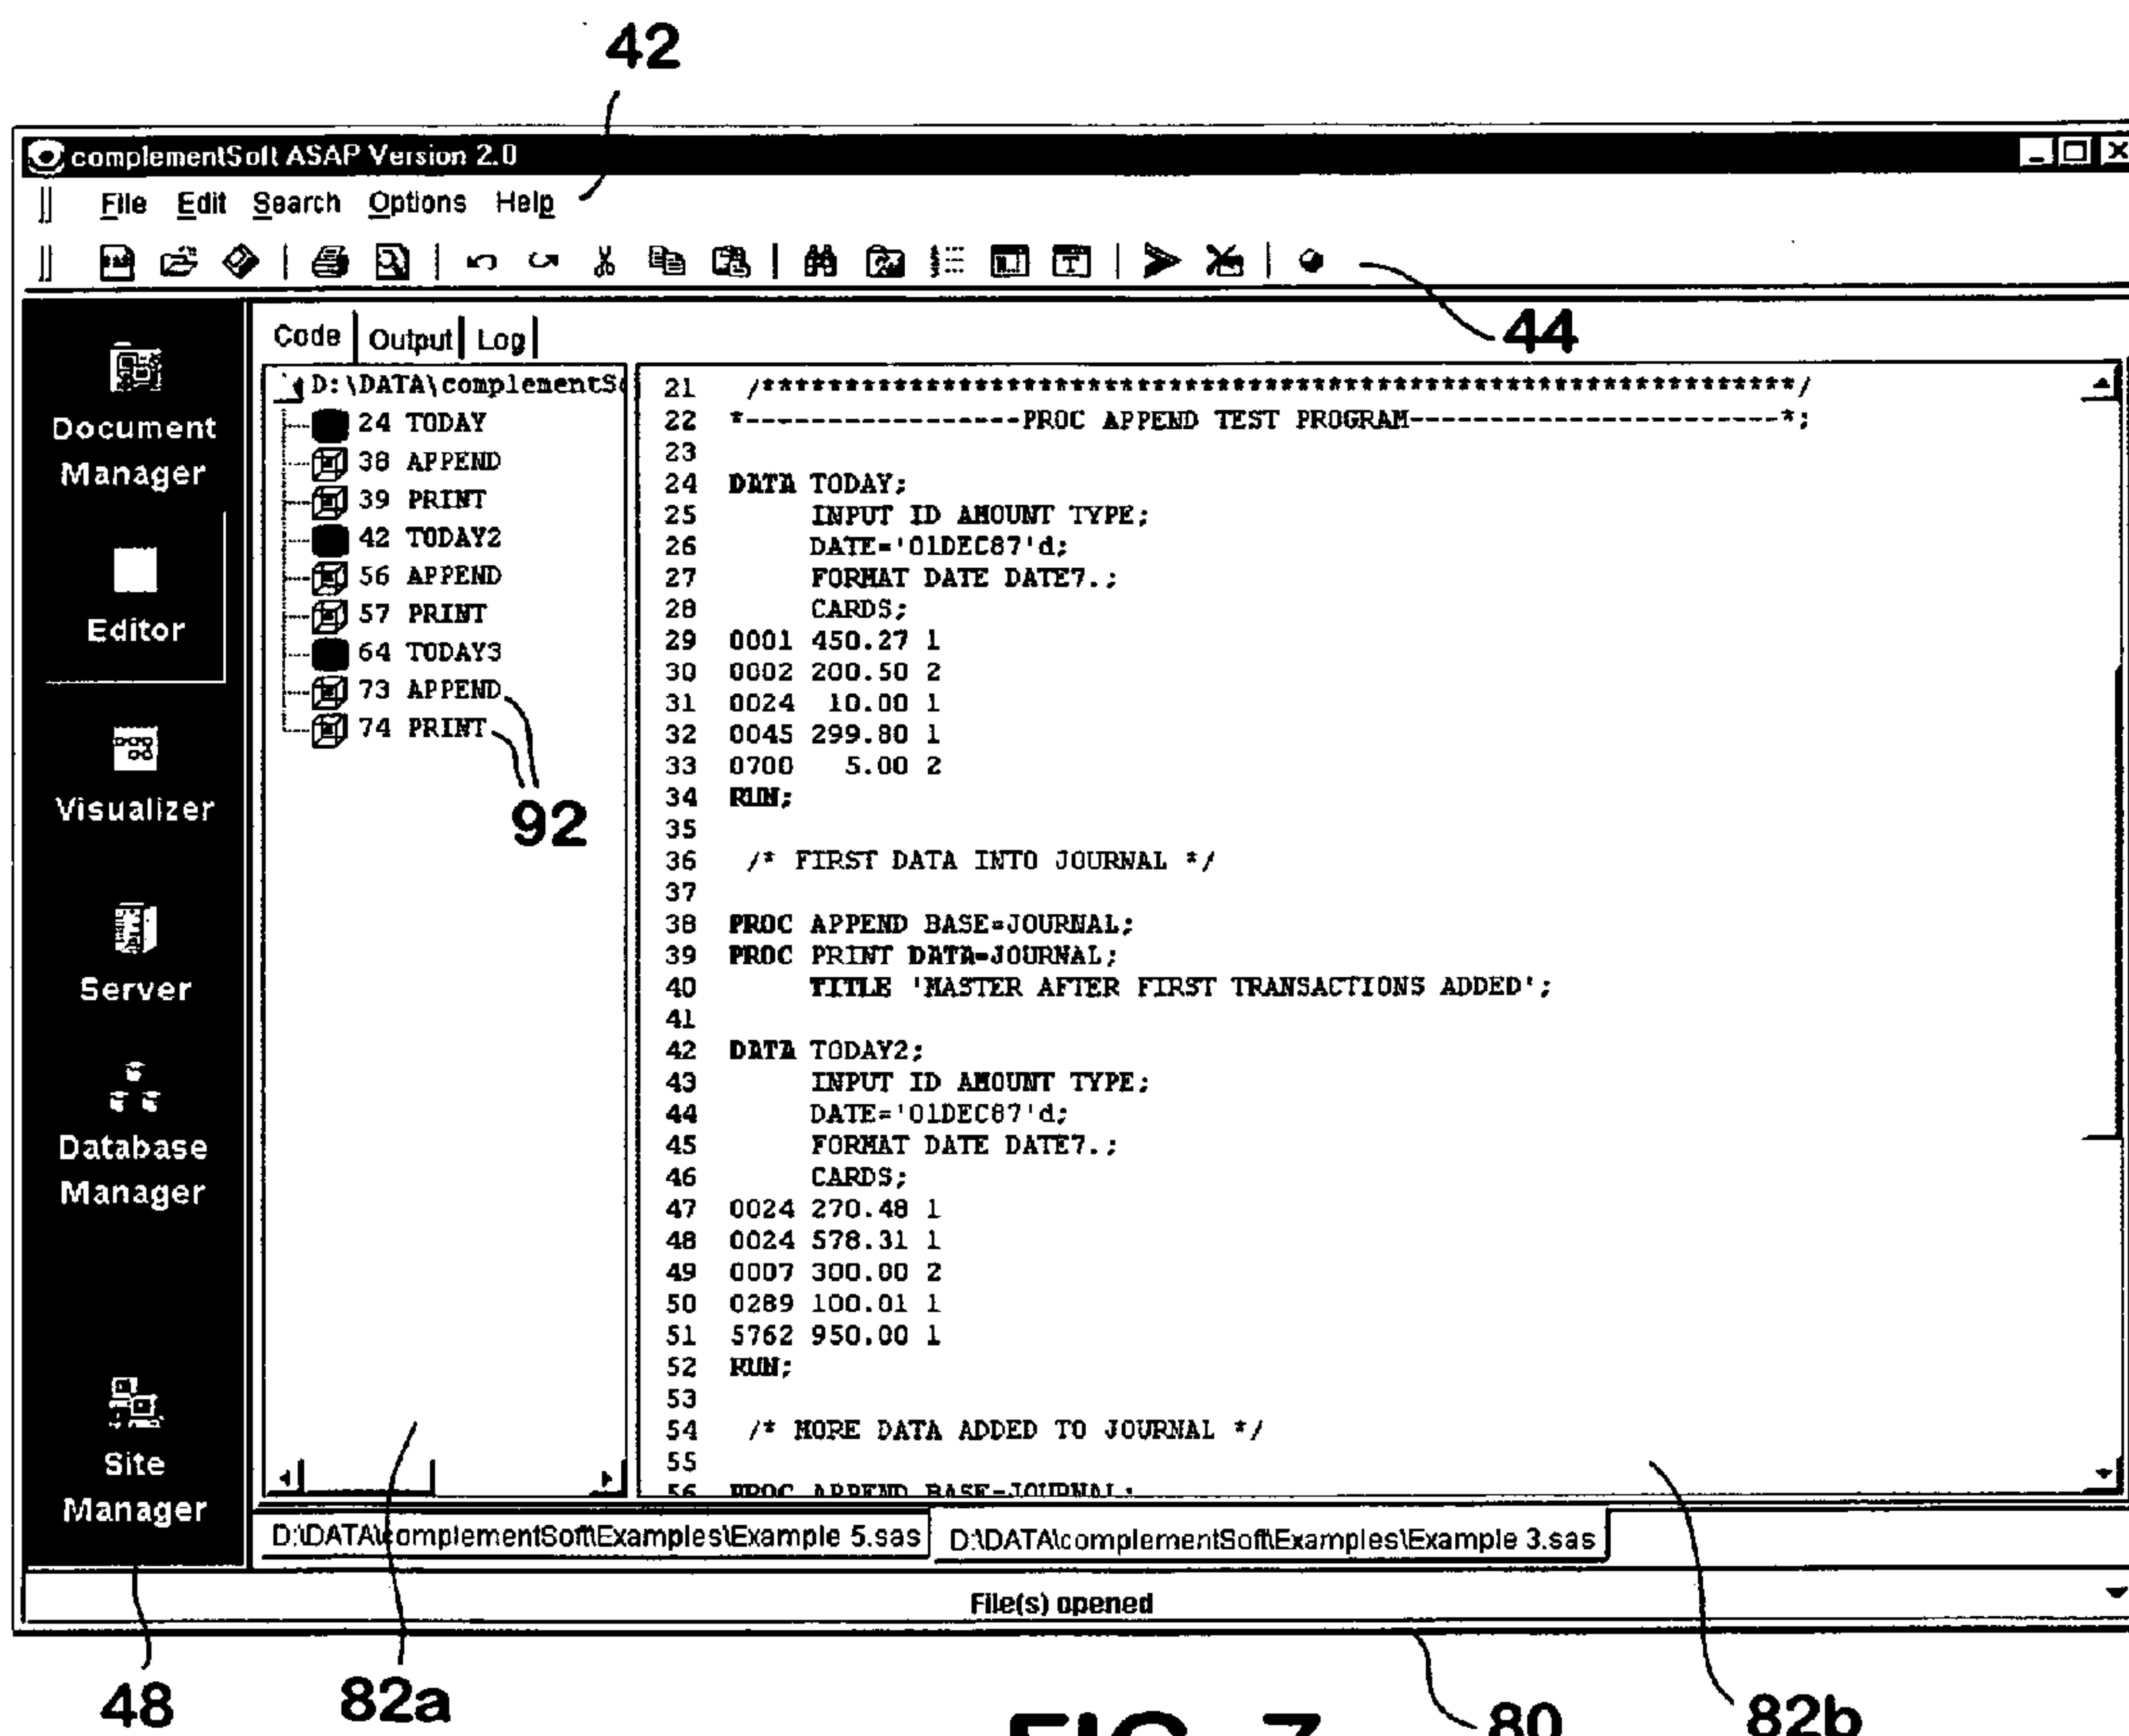 42
complementSoft ASAP Version 2.0
File Edit Search Options Help
44
Code Output Log
Document
Manager
Editor
Visualizer
Server
Database
Manager
Site
Manager
D:\DATA\complementS
24 TODAY
38 APPEND
39 PRINT
42 TODAY2
56 APPEND
57 PRINT
64 TODAY3
73 APPEND
74 PRINT
92
21 /***************************************************************/
22 *-----------------PROC APPEND TEST PROGRAM-----------------------*;
23
24 DATA TODAY;
25 INPUT ID AMOUNT TYPE;
26 DATE='01DEC87'd;
27 FORMAT DATE DATE7.;
28 CARDS;
29 0001 450.27 1
30 0002 200.50 2
31 0024 10.00 1
32 0045 299.80 1
33 0700 5.00 2
34 RUN;
35
36 /* FIRST DATA INTO JOURNAL */
37
38 PROC APPEND BASE=JOURNAL;
39 PROC PRINT DATA=JOURNAL;
40 TITLE 'MASTER AFTER FIRST TRANSACTIONS ADDED';
41
42 DATA TODAY2;
43 INPUT ID AMOUNT TYPE;
44 DATE='01DEC87'd;
45 FORMAT DATE DATE7.;
46 CARDS;
47 0024 270.48 1
48 0024 578.31 1
49 0007 300.00 2
50 0289 100.01 1
51 5762 950.00 1
52 RUN;
53
54 /* MORE DATA ADDED TO JOURNAL */
55
56 PROC APPEND BASE=JOURNAL;
D:\DATA\complementSoft\Examples\Example 5.sas D:\DATA\complementSoft\Examples\Example 3.sas
File(s) opened
48 82a 80 82b
FIG. 7